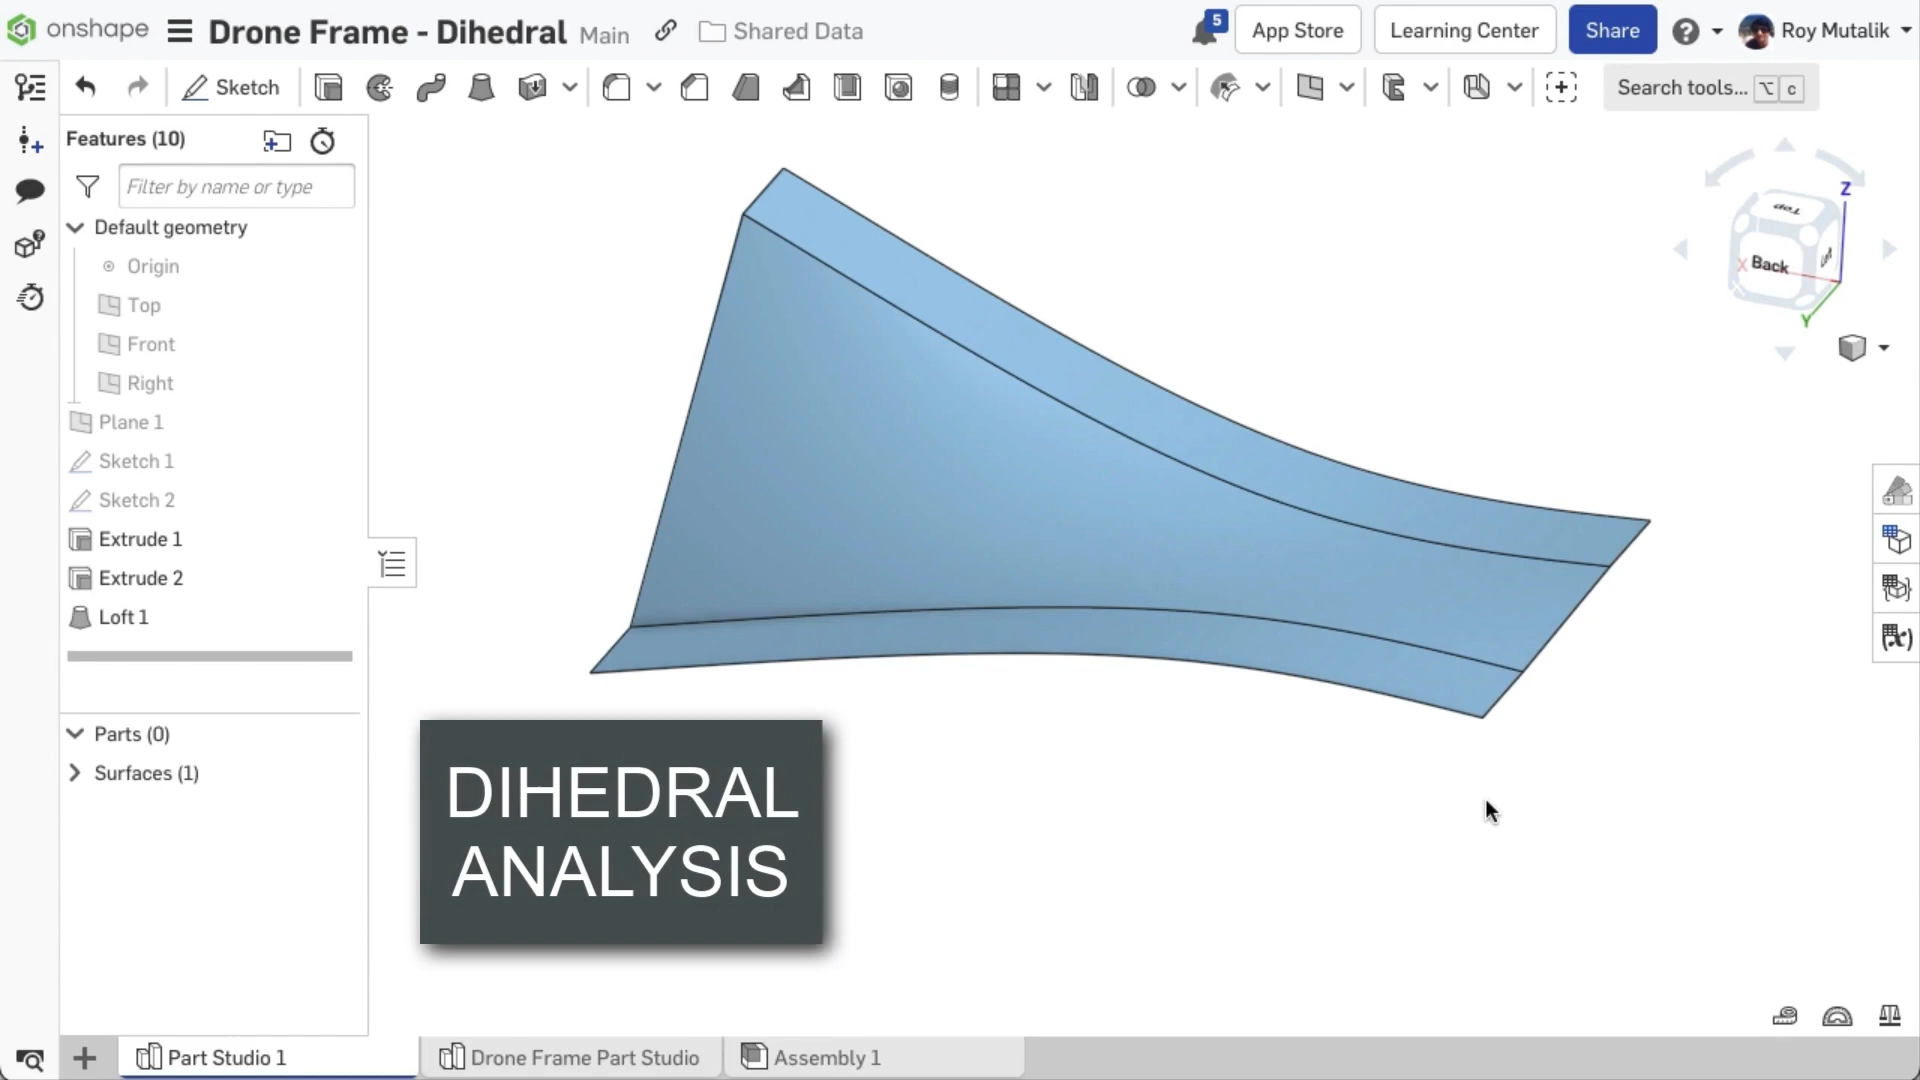 onshape Drone Frame - Dihedral Main Shared Data 5 App Store Learning Center Share Roy Mutalik
Sketch Search tools... ⌥ c
Features (10)
Filter by name or type
Default geometry
Origin
Top
Front
Right
Plane 1
Sketch 1
Sketch 2
Extrude 1
Extrude 2
Loft 1
Parts (0)
Surfaces (1)
Z
Top
Back
Left
X
Y
DIHEDRAL
ANALYSIS
Part Studio 1 Drone Frame Part Studio Assembly 1